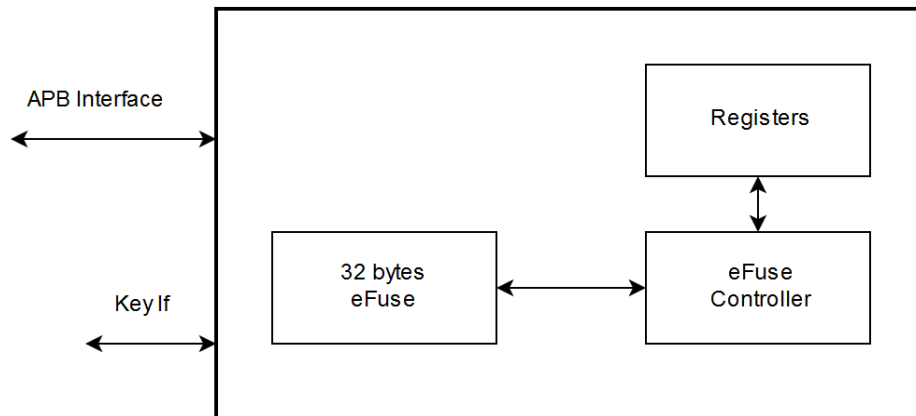 APB Interface
Registers
Key If
32 bytes
eFuse
eFuse
Controller